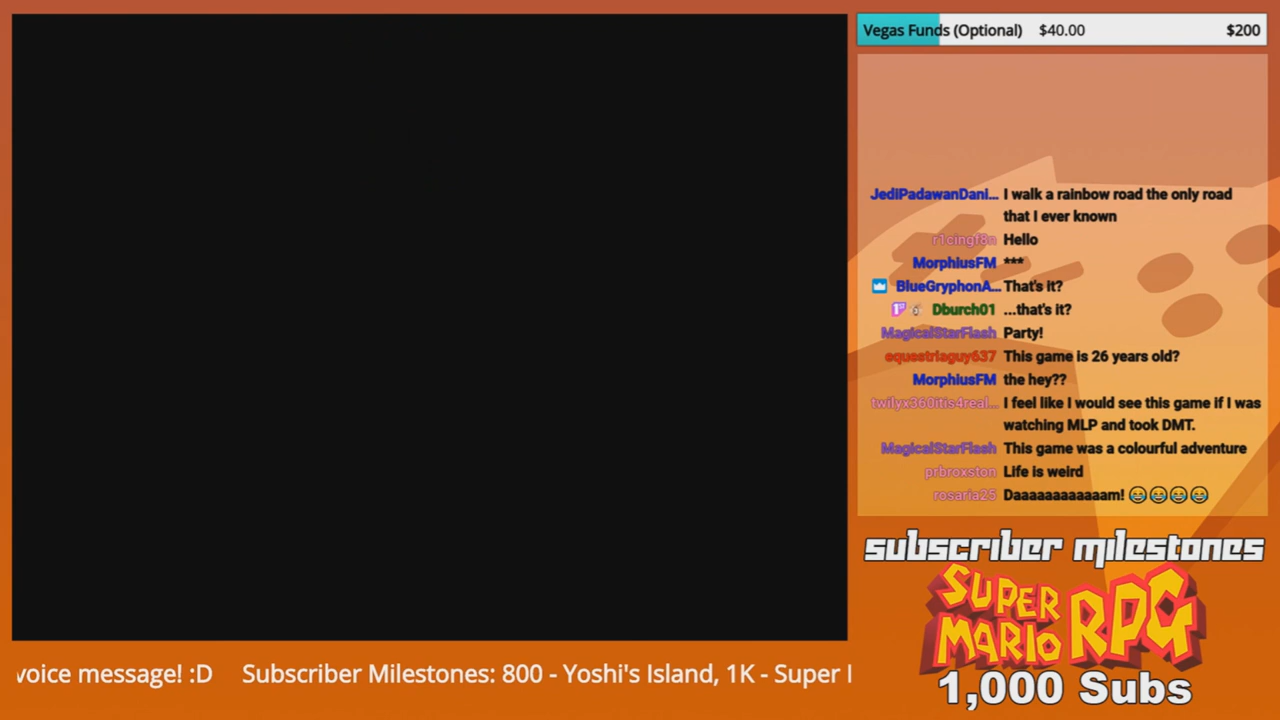 Vegas Funds (Optional) $40.00 $200
JediPadawanDani... I walk a rainbow road the only road
that I ever known
r1cingf8n Hello
MorphiusFM ***
BlueGryphonA... That's it?
Dburch01 ...that's it?
MagicalStarFlash Party!
equestriaguy637 This game is 26 years old?
MorphiusFM the hey??
twilyx360itis4real... I feel like I would see this game if I was
watching MLP and took DMT.
MagicalStarFlash This game was a colourful adventure
prbroxston Life is weird
rosaria25 Daaaaaaaaaaaam! 😂😂😂😂
subscriber milestones
SUPER
MARIO RPG
1,000 Subs
voice message! :D Subscriber Milestones: 800 - Yoshi's Island, 1K - Super